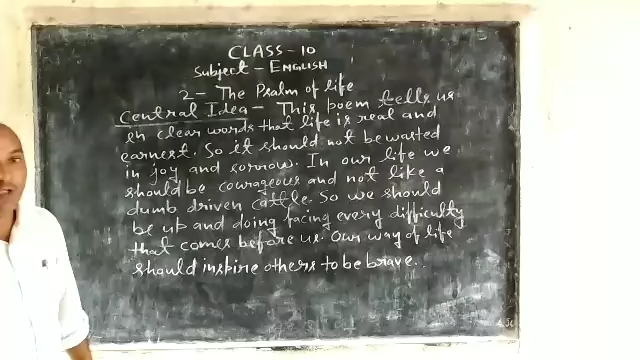 CLASS-10
Subject - ENGLISH
2- The Psalm of life
Central Idea - This poem tells us
in clear words that life is real and
earnest. So it should not be wasted
in joy and sorrow. In our life we
should be courageous and not like a
dumb driven cattle. So we should
be up and doing facing every difficulty
that comes before us. Our way of life
should inspire others to be brave.